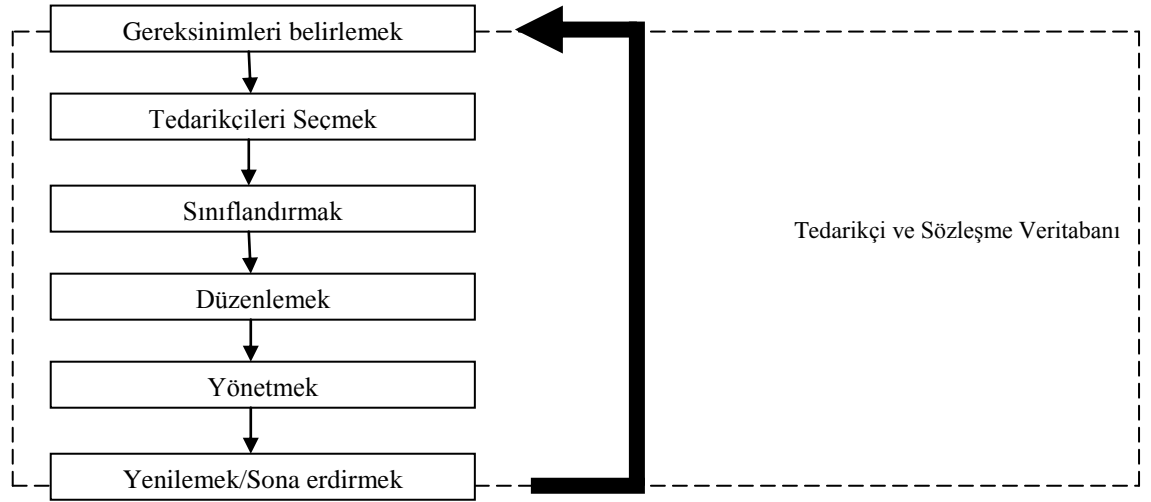 Gereksinimleri belirlemek
Tedarikçileri Seçmek
Sınıflandırmak
Tedarikçi ve Sözleşme Veritabanı
Düzenlemek
Yönetmek
Yenilemek/Sona erdirmek